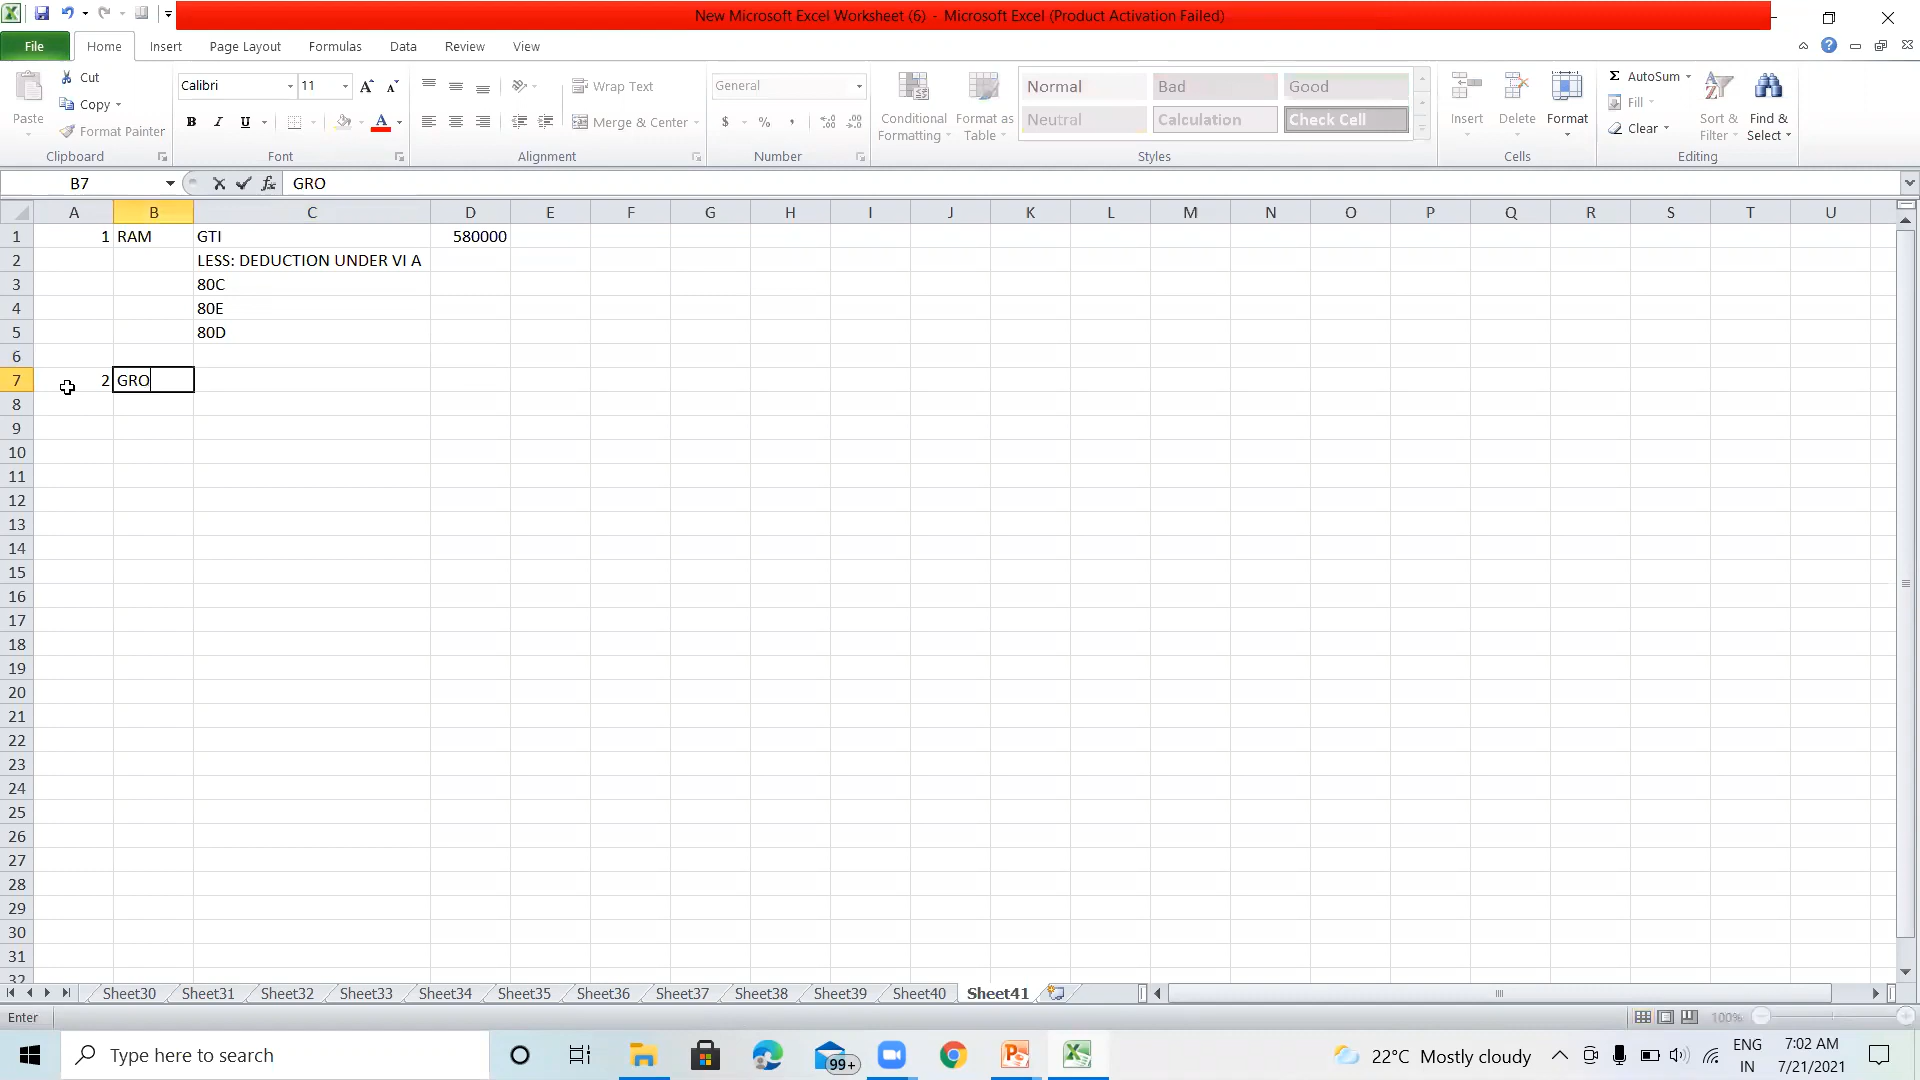 New Microsoft Excel Worksheet (6) - Microsoft Excel (Product Activation Failed)
File Home Insert Page Layout Formulas Data Review View
Paste Cut Copy Format Painter Clipboard
Calibri 11 A A B I U A Font
Wrap Text Merge & Center Alignment
General $ % , Number
Conditional Formatting Format as Table Normal Bad Good Neutral Calculation Check Cell Styles
Insert Delete Format Cells
Σ AutoSum Fill Clear Sort & Filter Find & Select Editing
B7 fx GRO
A B C D E F G H I J K L M N O P Q R S T U
1 1 RAM GTI 580000
2 LESS: DEDUCTION UNDER VI A
3 80C
4 80E
5 80D
6
7 2 GRO
8
9
10
11
12
13
14
15
16
17
18
19
20
21
22
23
24
25
26
27
28
29
30
31
32
Sheet30 Sheet31 Sheet32 Sheet33 Sheet34 Sheet35 Sheet36 Sheet37 Sheet38 Sheet39 Sheet40 Sheet41
Enter 100%
Type here to search 99+ 22°C Mostly cloudy ENG IN 7:02 AM 7/21/2021